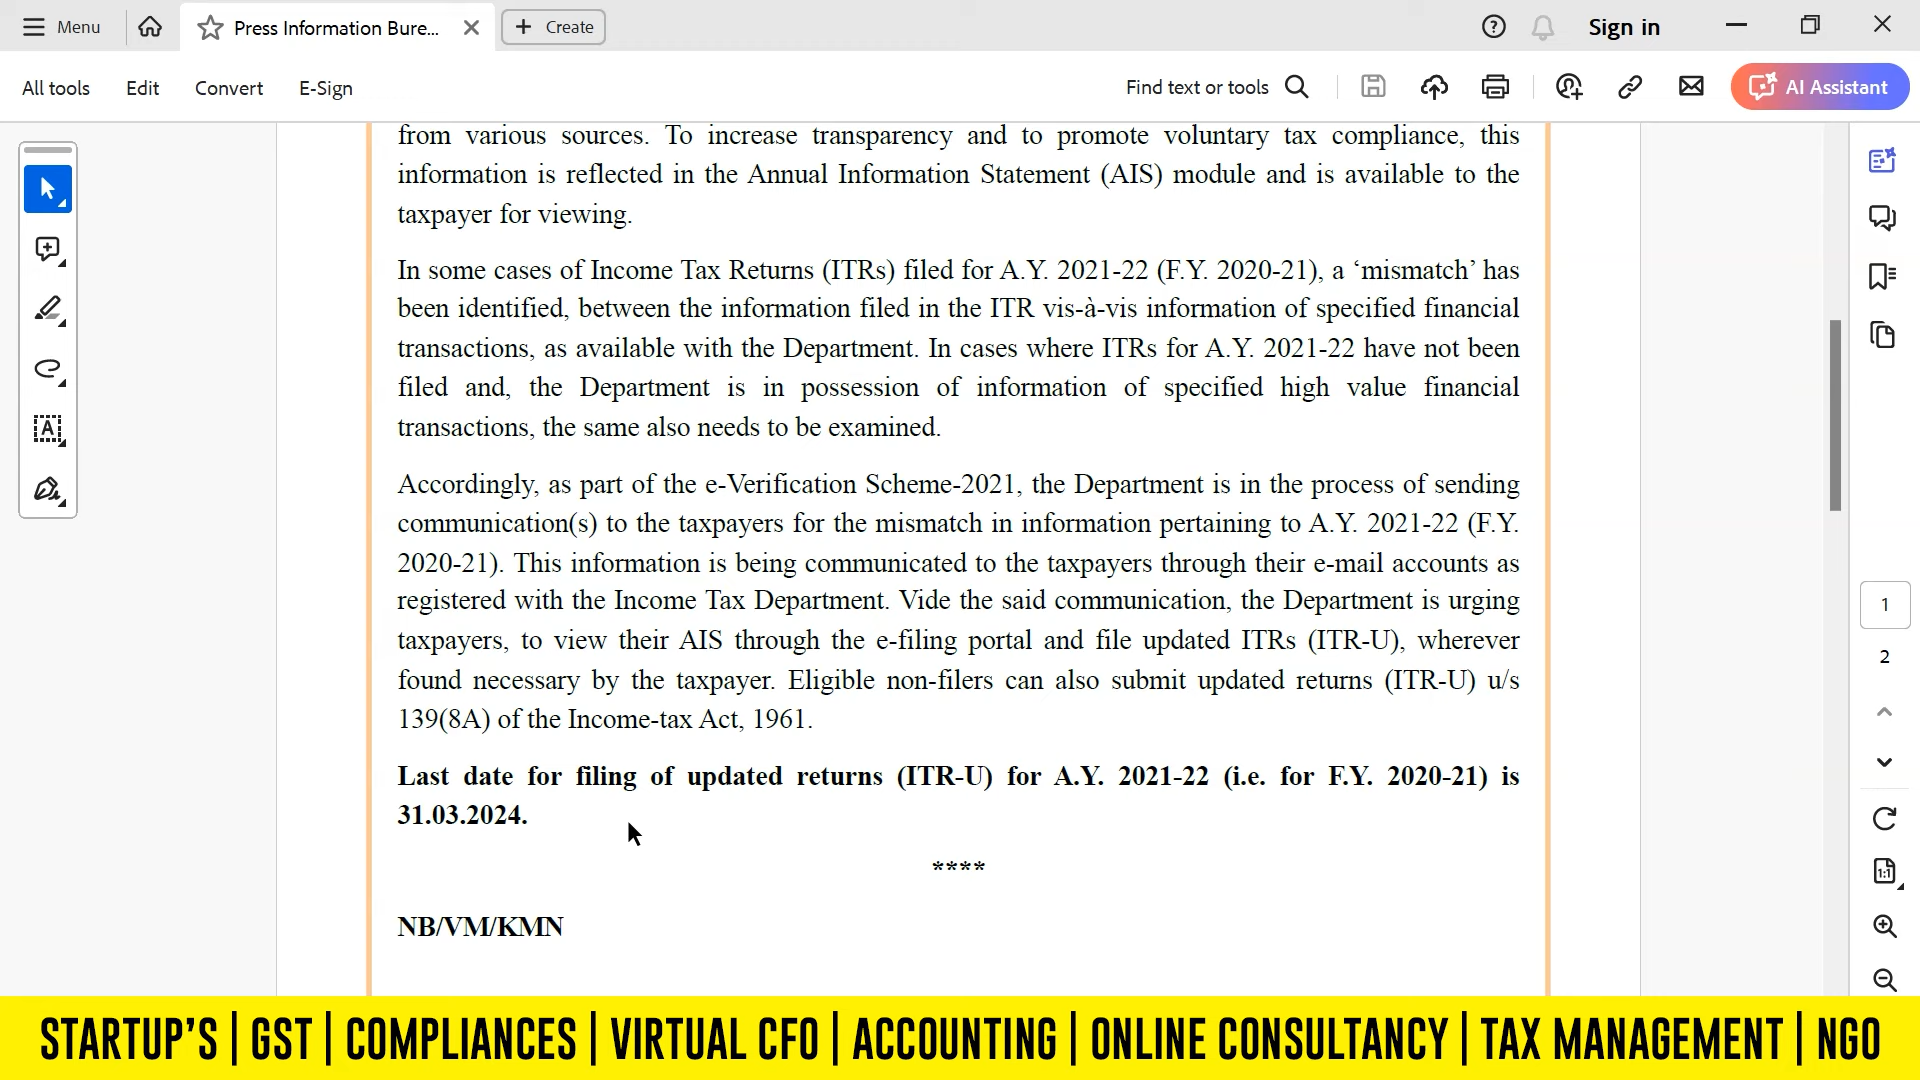 Menu
Press Information Bure...
Create
Sign in
All tools
Edit
Convert
E-Sign
Find text or tools
AI Assistant
from various sources. To increase transparency and to promote voluntary tax compliance, this
information is reflected in the Annual Information Statement (AIS) module and is available to the
taxpayer for viewing.
In some cases of Income Tax Returns (ITRs) filed for A.Y. 2021-22 (F.Y. 2020-21), a ‘mismatch’ has
been identified, between the information filed in the ITR vis-à-vis information of specified financial
transactions, as available with the Department. In cases where ITRs for A.Y. 2021-22 have not been
filed and, the Department is in possession of information of specified high value financial
transactions, the same also needs to be examined.
Accordingly, as part of the e-Verification Scheme-2021, the Department is in the process of sending
communication(s) to the taxpayers for the mismatch in information pertaining to A.Y. 2021-22 (F.Y.
2020-21). This information is being communicated to the taxpayers through their e-mail accounts as
registered with the Income Tax Department. Vide the said communication, the Department is urging
taxpayers, to view their AIS through the e-filing portal and file updated ITRs (ITR-U), wherever
found necessary by the taxpayer. Eligible non-filers can also submit updated returns (ITR-U) u/s
139(8A) of the Income-tax Act, 1961.
Last date for filing of updated returns (ITR-U) for A.Y. 2021-22 (i.e. for F.Y. 2020-21) is
31.03.2024.
****
NB/VM/KMN
1
2
STARTUP'S | GST | COMPLIANCES | VIRTUAL CFO | ACCOUNTING | ONLINE CONSULTANCY | TAX MANAGEMENT | NGO